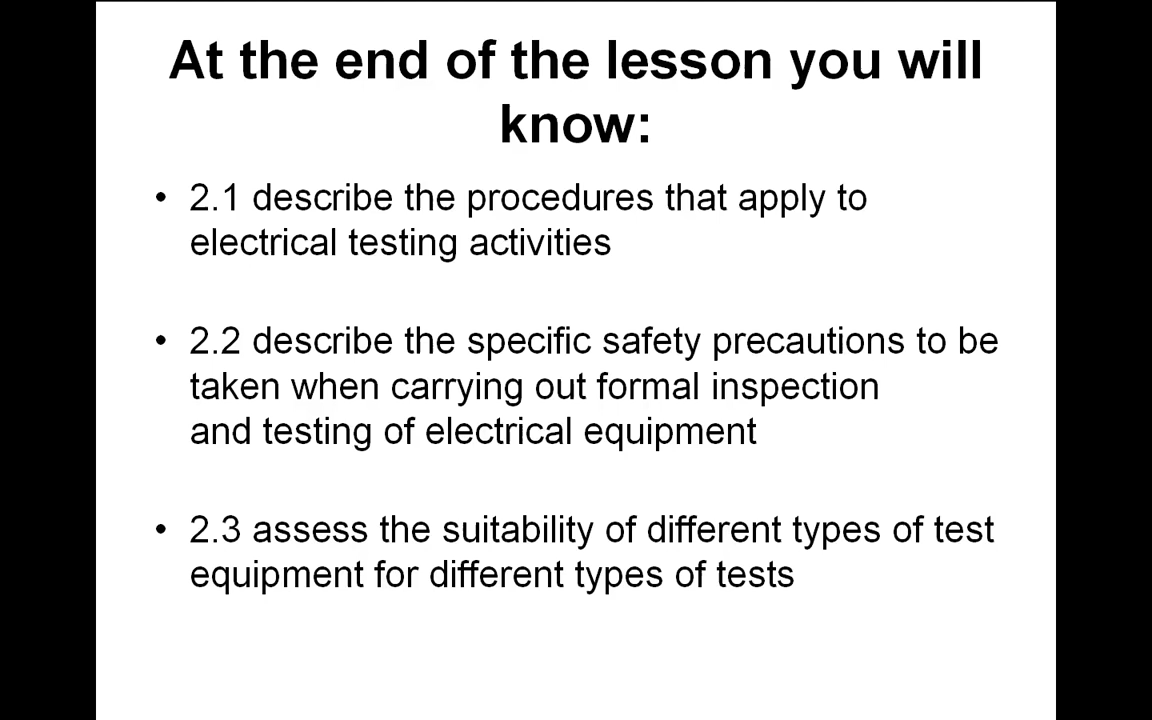 At the end of the lesson you will
know:
• 2.1 describe the procedures that apply to
electrical testing activities
• 2.2 describe the specific safety precautions to be
taken when carrying out formal inspection
and testing of electrical equipment
• 2.3 assess the suitability of different types of test
equipment for different types of tests